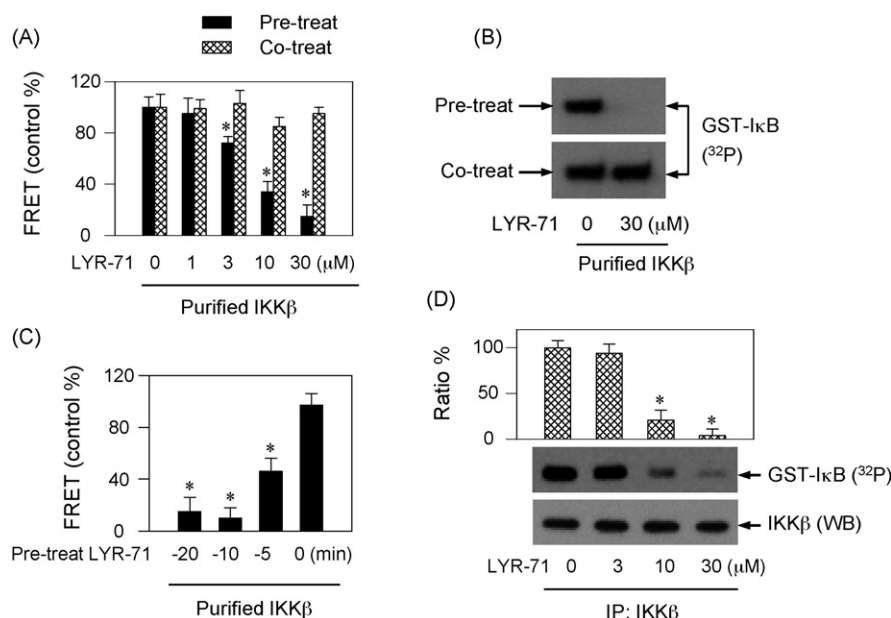 (A)
Pre-treat
Co-treat
FRET (control %)
120
80
40
0
* * *
LYR-71 0 1 3 10 30 (μM)
Purified IKKβ
(B)
Pre-treat
Co-treat
GST-IκB
(³²P)
LYR-71 0 30 (μM)
Purified IKKβ
(C)
FRET (control %)
120
80
40
0
* * *
Pre-treat LYR-71 -20 -10 -5 0 (min)
Purified IKKβ
(D)
Ratio %
100
50
0
* *
GST-IκB (³²P)
IKKβ (WB)
LYR-71 0 3 10 30 (μM)
IP: IKKβ